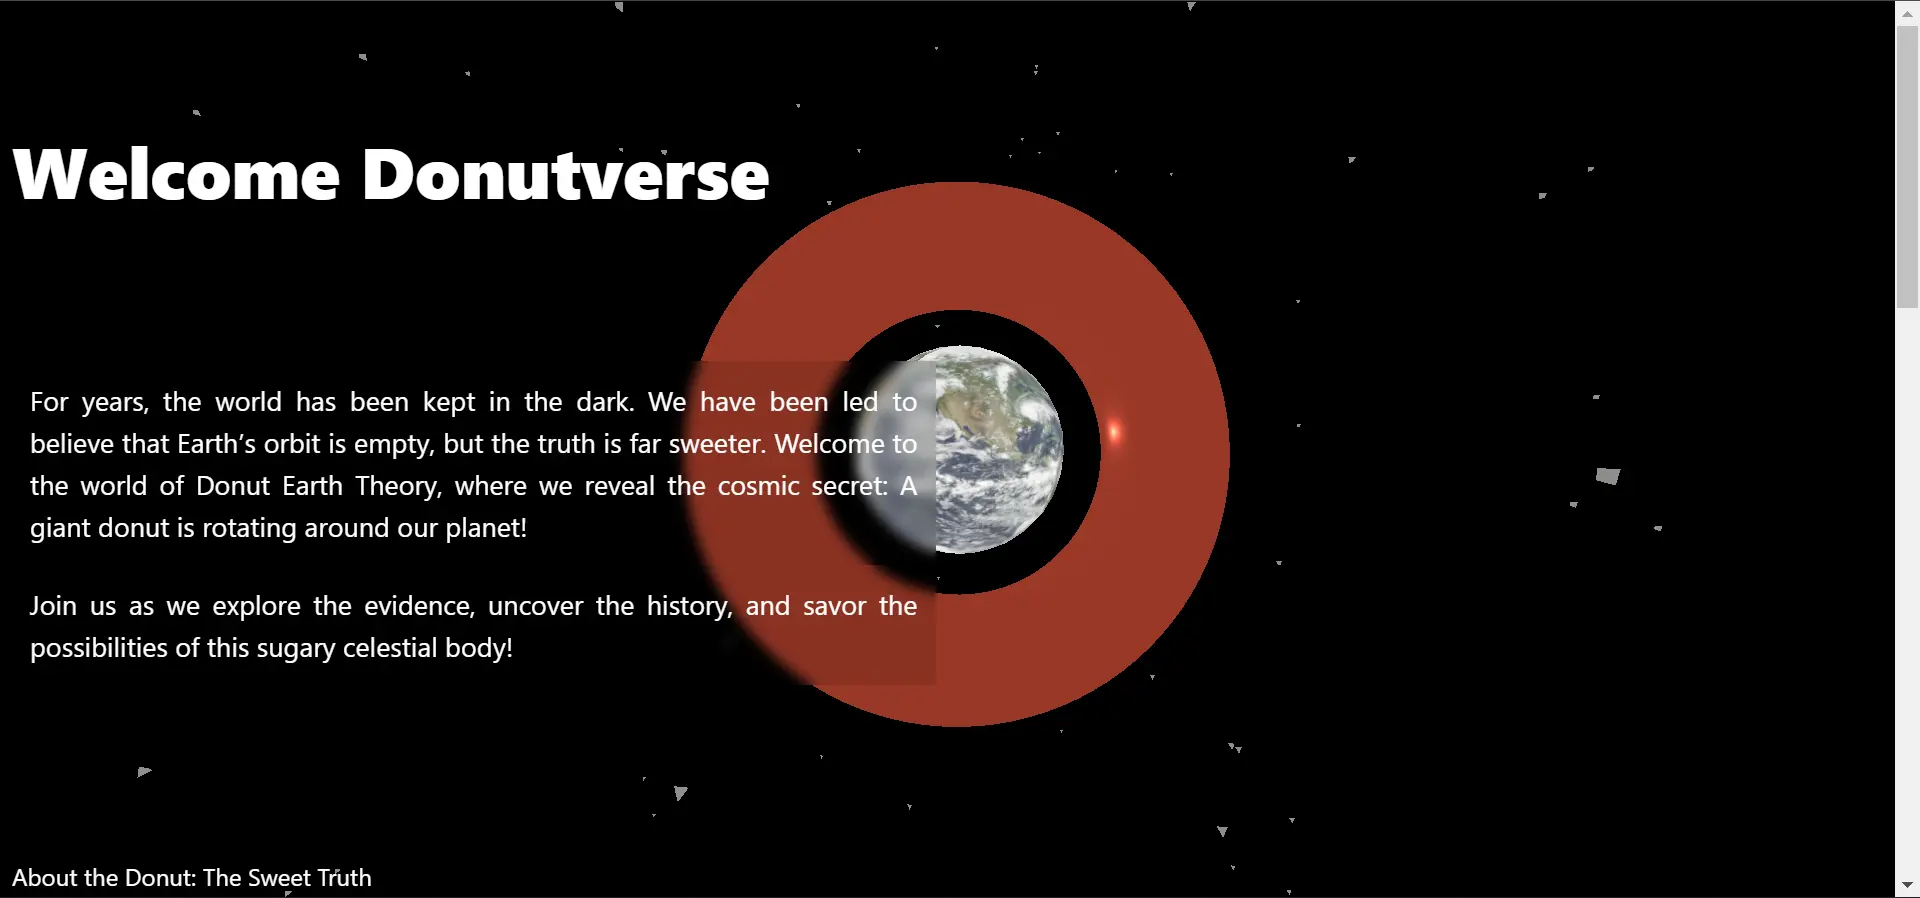 Welcome Donutverse
For years, the world has been kept in the dark. We have been led to
believe that Earth’s orbit is empty, but the truth is far sweeter. Welcome to
the world of Donut Earth Theory, where we reveal the cosmic secret: A
giant donut is rotating around our planet!
Join us as we explore the evidence, uncover the history, and savor the
possibilities of this sugary celestial body!
About the Donut: The Sweet Truth